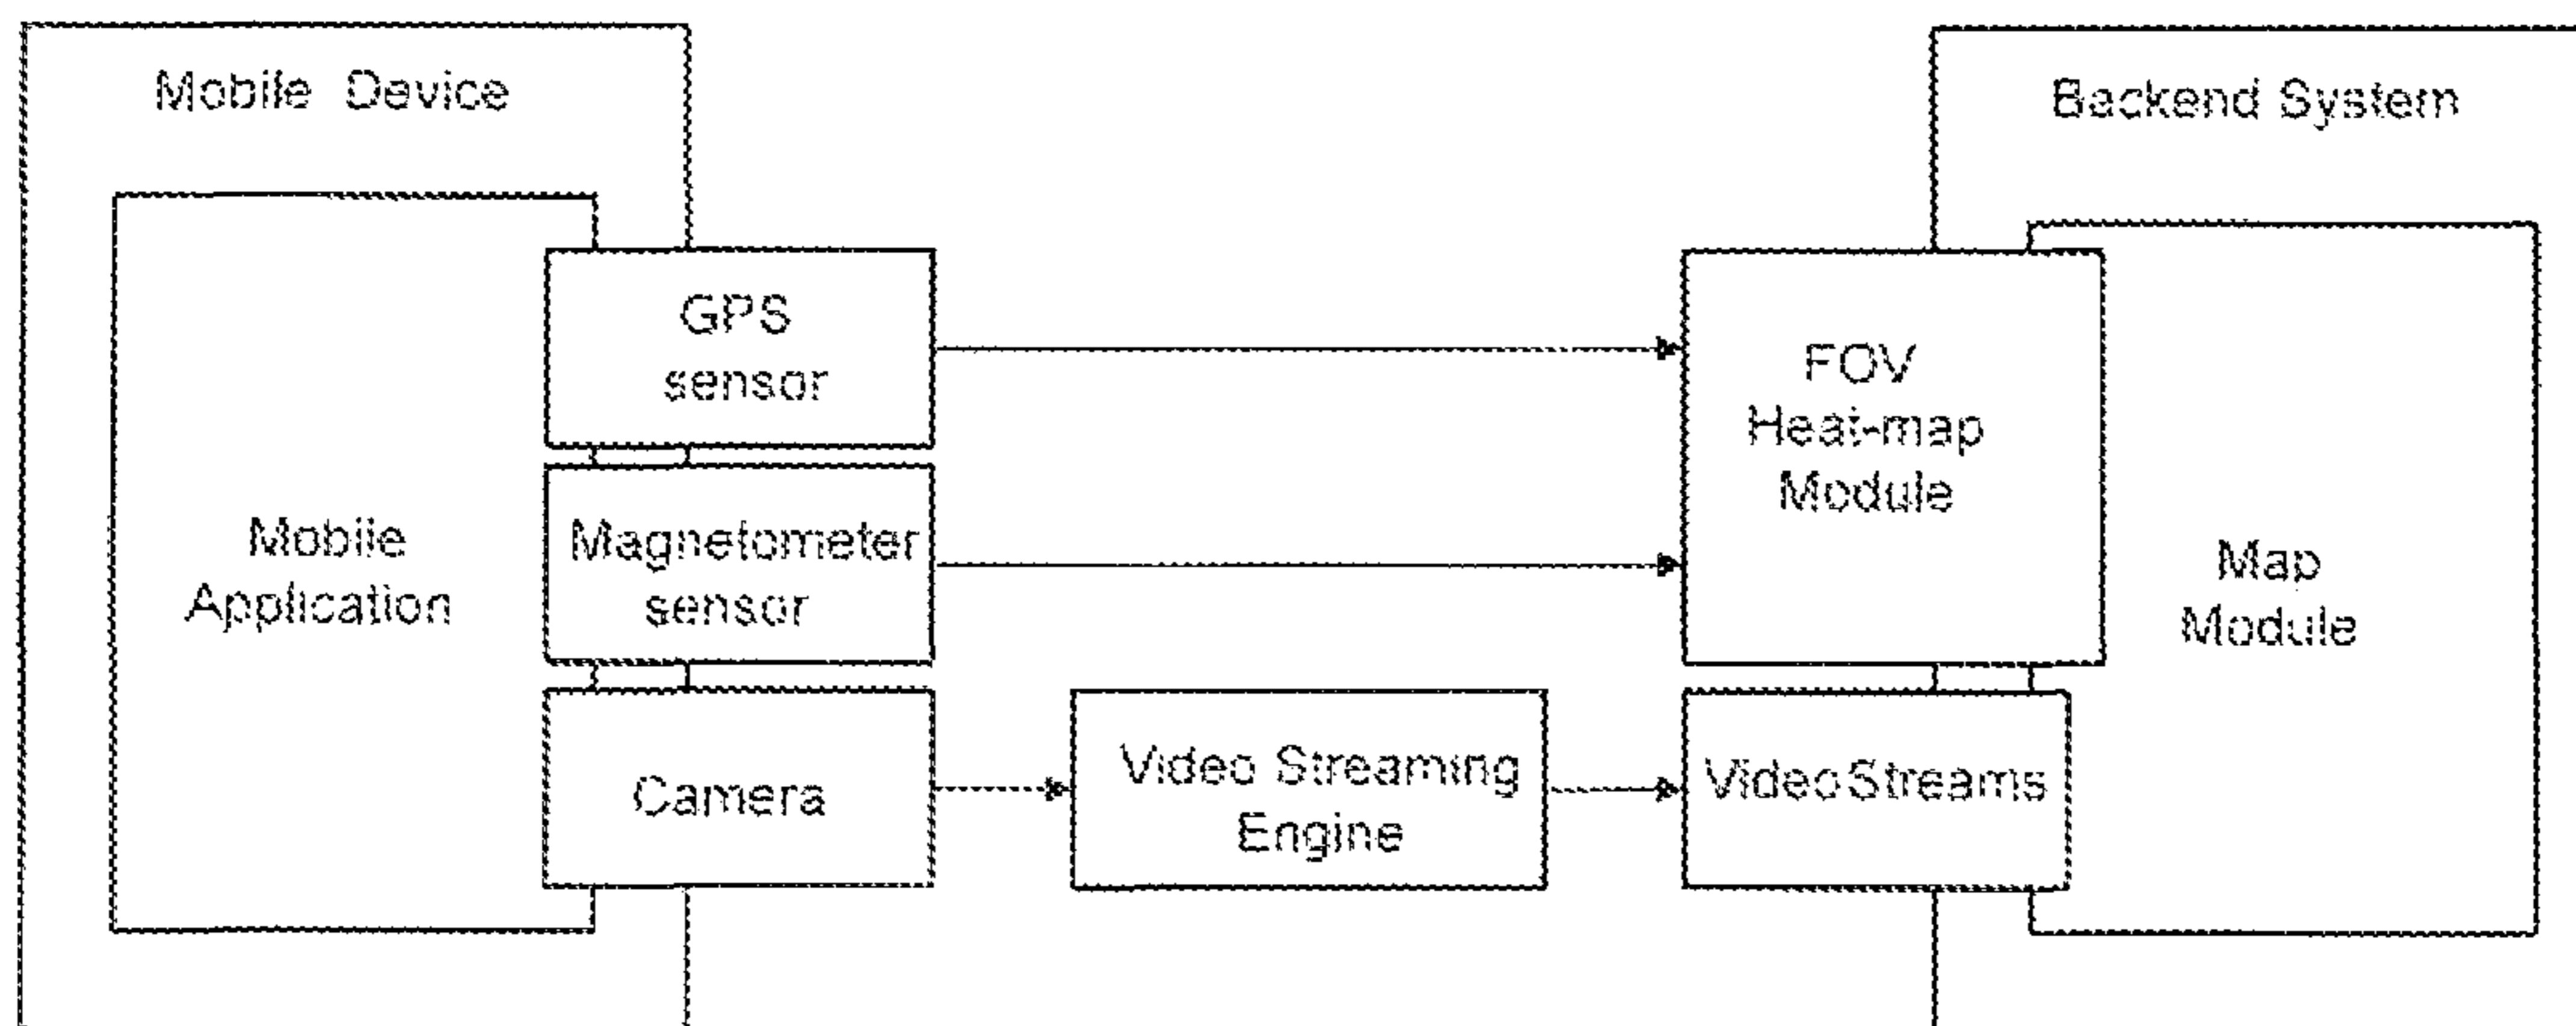 Mobile Device
Backend System
GPS
sensor
FOV
Heat-map
Module
Mobile
Application
Magnetometer
sensor
Map
Module
Camera
Video Streaming
Engine
VideoStreams